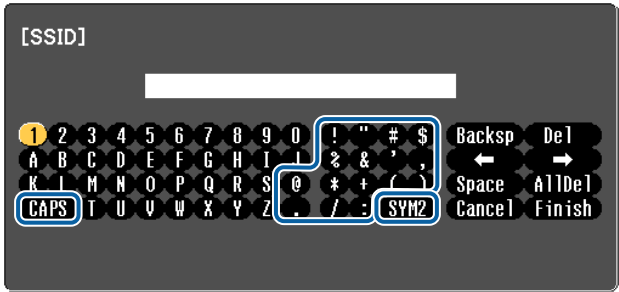 [SSID]
1 2 3 4 5 6 7 8 9 0 ! " # $ Backsp Del
A B C D E F G H I J % & ' , ← →
K L M N O P Q R S @ * + ( ) Space AllDel
CAPS T U V W X Y Z . / : SYM2 Cancel Finish